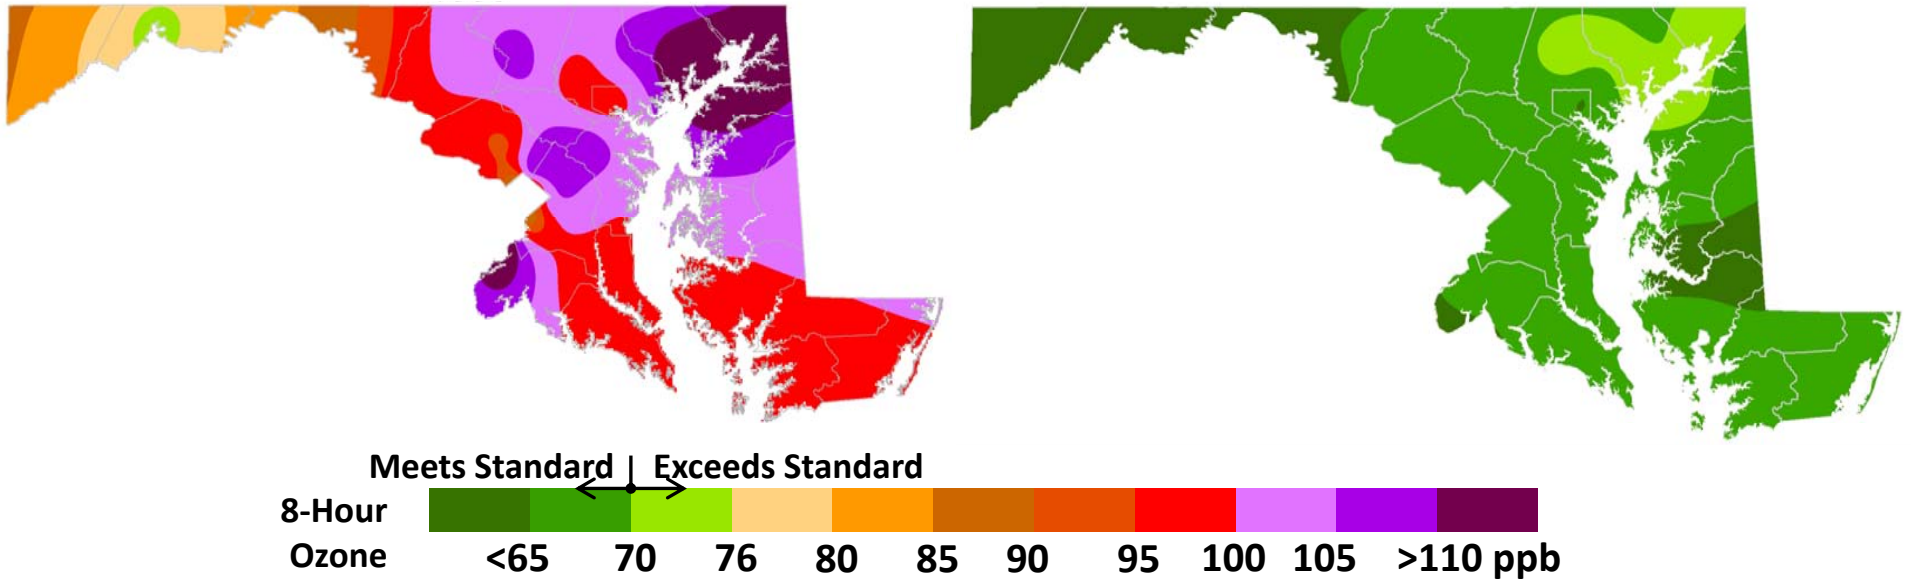 Meets Standard | Exceeds Standard
8-Hour
Ozone <65 70 76 80 85 90 95 100 105 >110 ppb